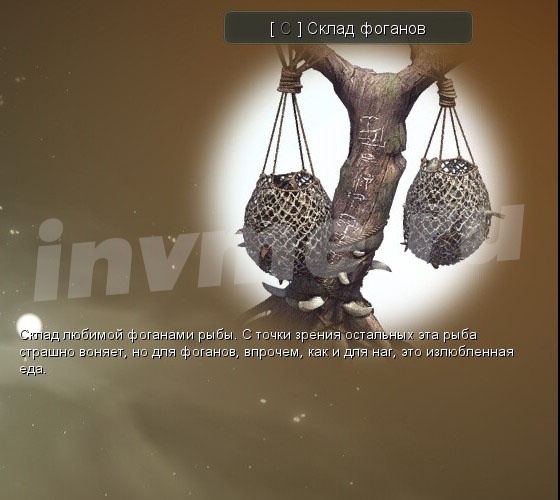 [ C ] Склад фоганов
Склад любимой фоганами рыбы. С точки зрения остальных эта рыба
страшно воняет, но для фоганов, впрочем, как и для наг, это излюбленная
еда.